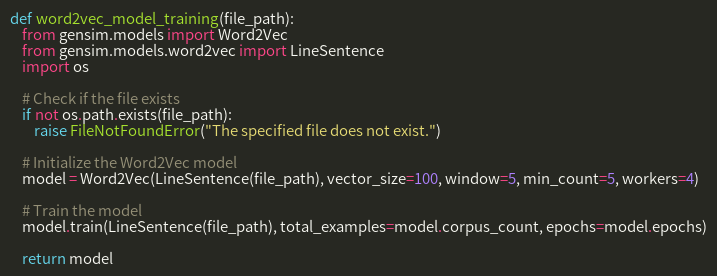 def word2vec_model_training(file_path):
    from gensim.models import Word2Vec
    from gensim.models.word2vec import LineSentence
    import os

    # Check if the file exists
    if not os.path.exists(file_path):
        raise FileNotFoundError("The specified file does not exist.")

    # Initialize the Word2Vec model
    model = Word2Vec(LineSentence(file_path), vector_size=100, window=5, min_count=5, workers=4)

    # Train the model
    model.train(LineSentence(file_path), total_examples=model.corpus_count, epochs=model.epochs)

    return model